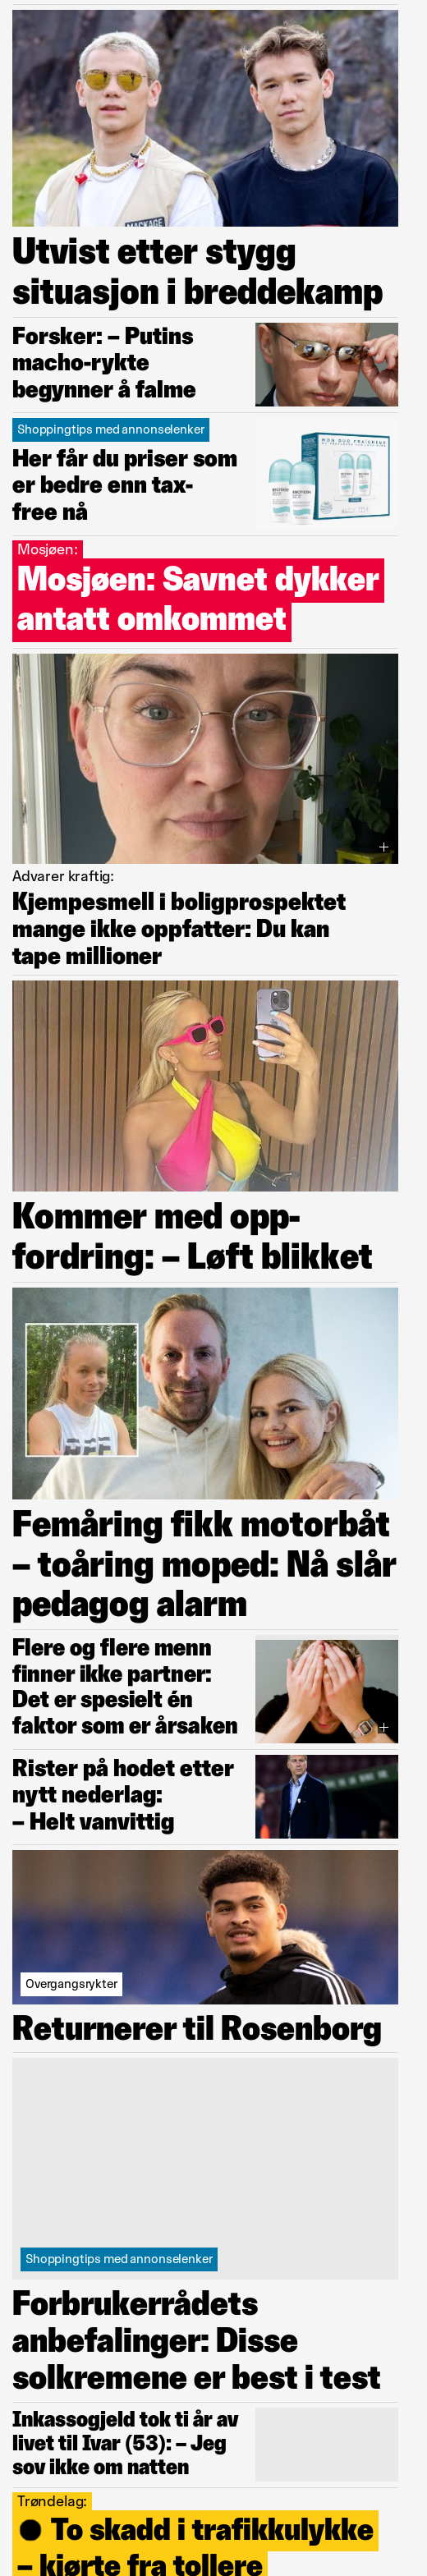 MACKAGE
Utvist etter stygg
situasjon i breddekamp
Forsker: – Putins
macho-rykte
begynner å falme
Shoppingtips med annonselenker
Her får du priser som
er bedre enn tax-
free nå
Mosjøen:
Mosjøen: Savnet dykker
antatt omkommet
Advarer kraftig:
Kjempesmell i boligprospektet
mange ikke oppfatter: Du kan
tape millioner
Kommer med opp-
fordring: – Løft blikket
Femåring fikk motorbåt
– toåring moped: Nå slår
pedagog alarm
Flere og flere menn
finner ikke partner:
Det er spesielt én
faktor som er årsaken
Rister på hodet etter
nytt nederlag:
– Helt vanvittig
Overgangsrykter
Returnerer til Rosenborg
Shoppingtips med annonselenker
Forbrukerrådets
anbefalinger: Disse
solkremene er best i test
Inkassogjeld tok ti år av
livet til Ivar (53): – Jeg
sov ikke om natten
Trøndelag:
To skadd i trafikkulykke
– kjørte fra tollere